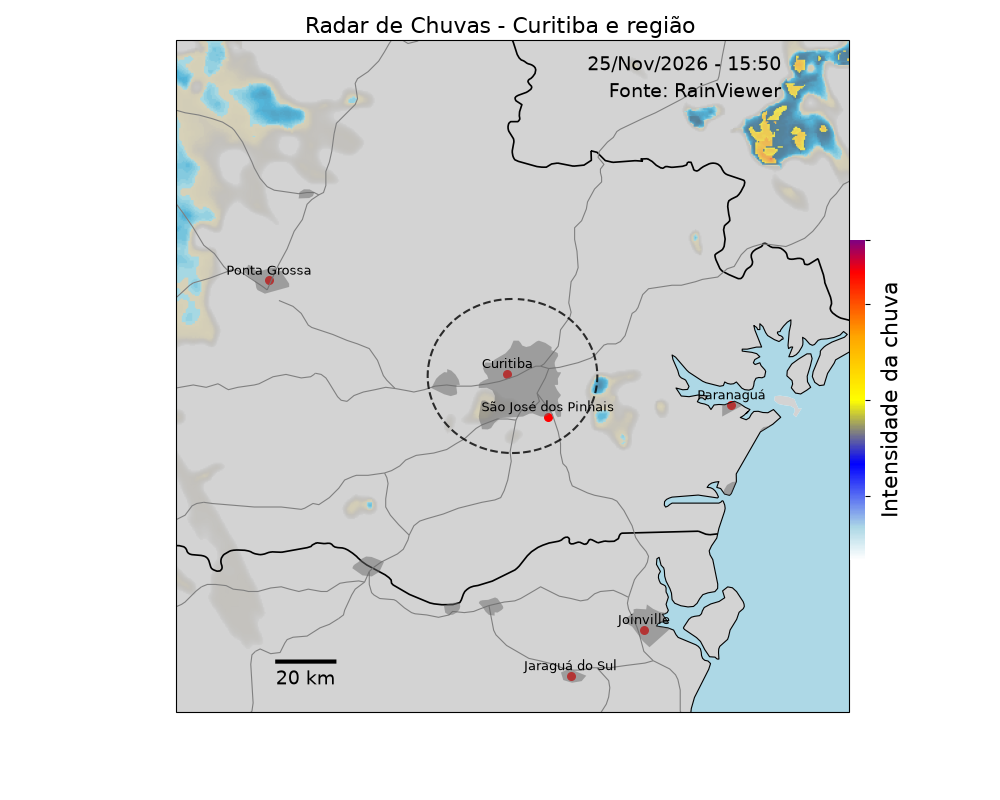 Radar de Chuvas - Curitiba e região
25/Nov/2026 - 15:50
Fonte: RainViewer
Ponta Grossa
Curitiba
Paranaguá
São José dos Pinhais
Intensidade da chuva
Joinville
Jaraguá do Sul
20 km